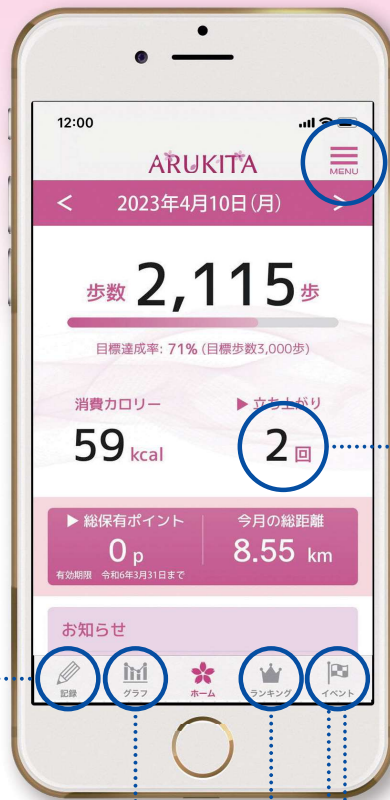 12:00
ARUKITA
MENU
< 2023年4月10日(月) >
歩数 2,115歩
目標達成率: 71% (目標歩数3,000歩)
消費カロリー ▶ 立ち上がり
59 kcal 2 回
▶ 総保有ポイント 今月の総距離
0 p 8.55 km
有効期限 令和6年3月31日まで
お知らせ
記録 グラフ ホーム ランキング イベント